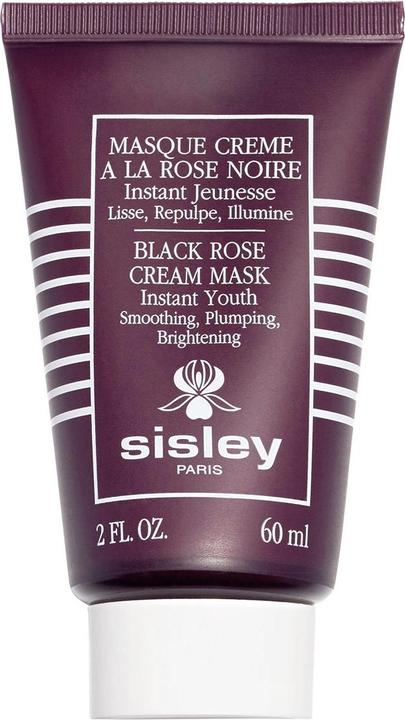 MASQUE CREME
A LA ROSE NOIRE
Instant Jeunesse
Lisse, Repulpe, Illumine
BLACK ROSE
CREAM MASK
Instant Youth
Smoothing, Plumping,
Brightening
sisley
PARIS
2 FL. OZ. 60 ml